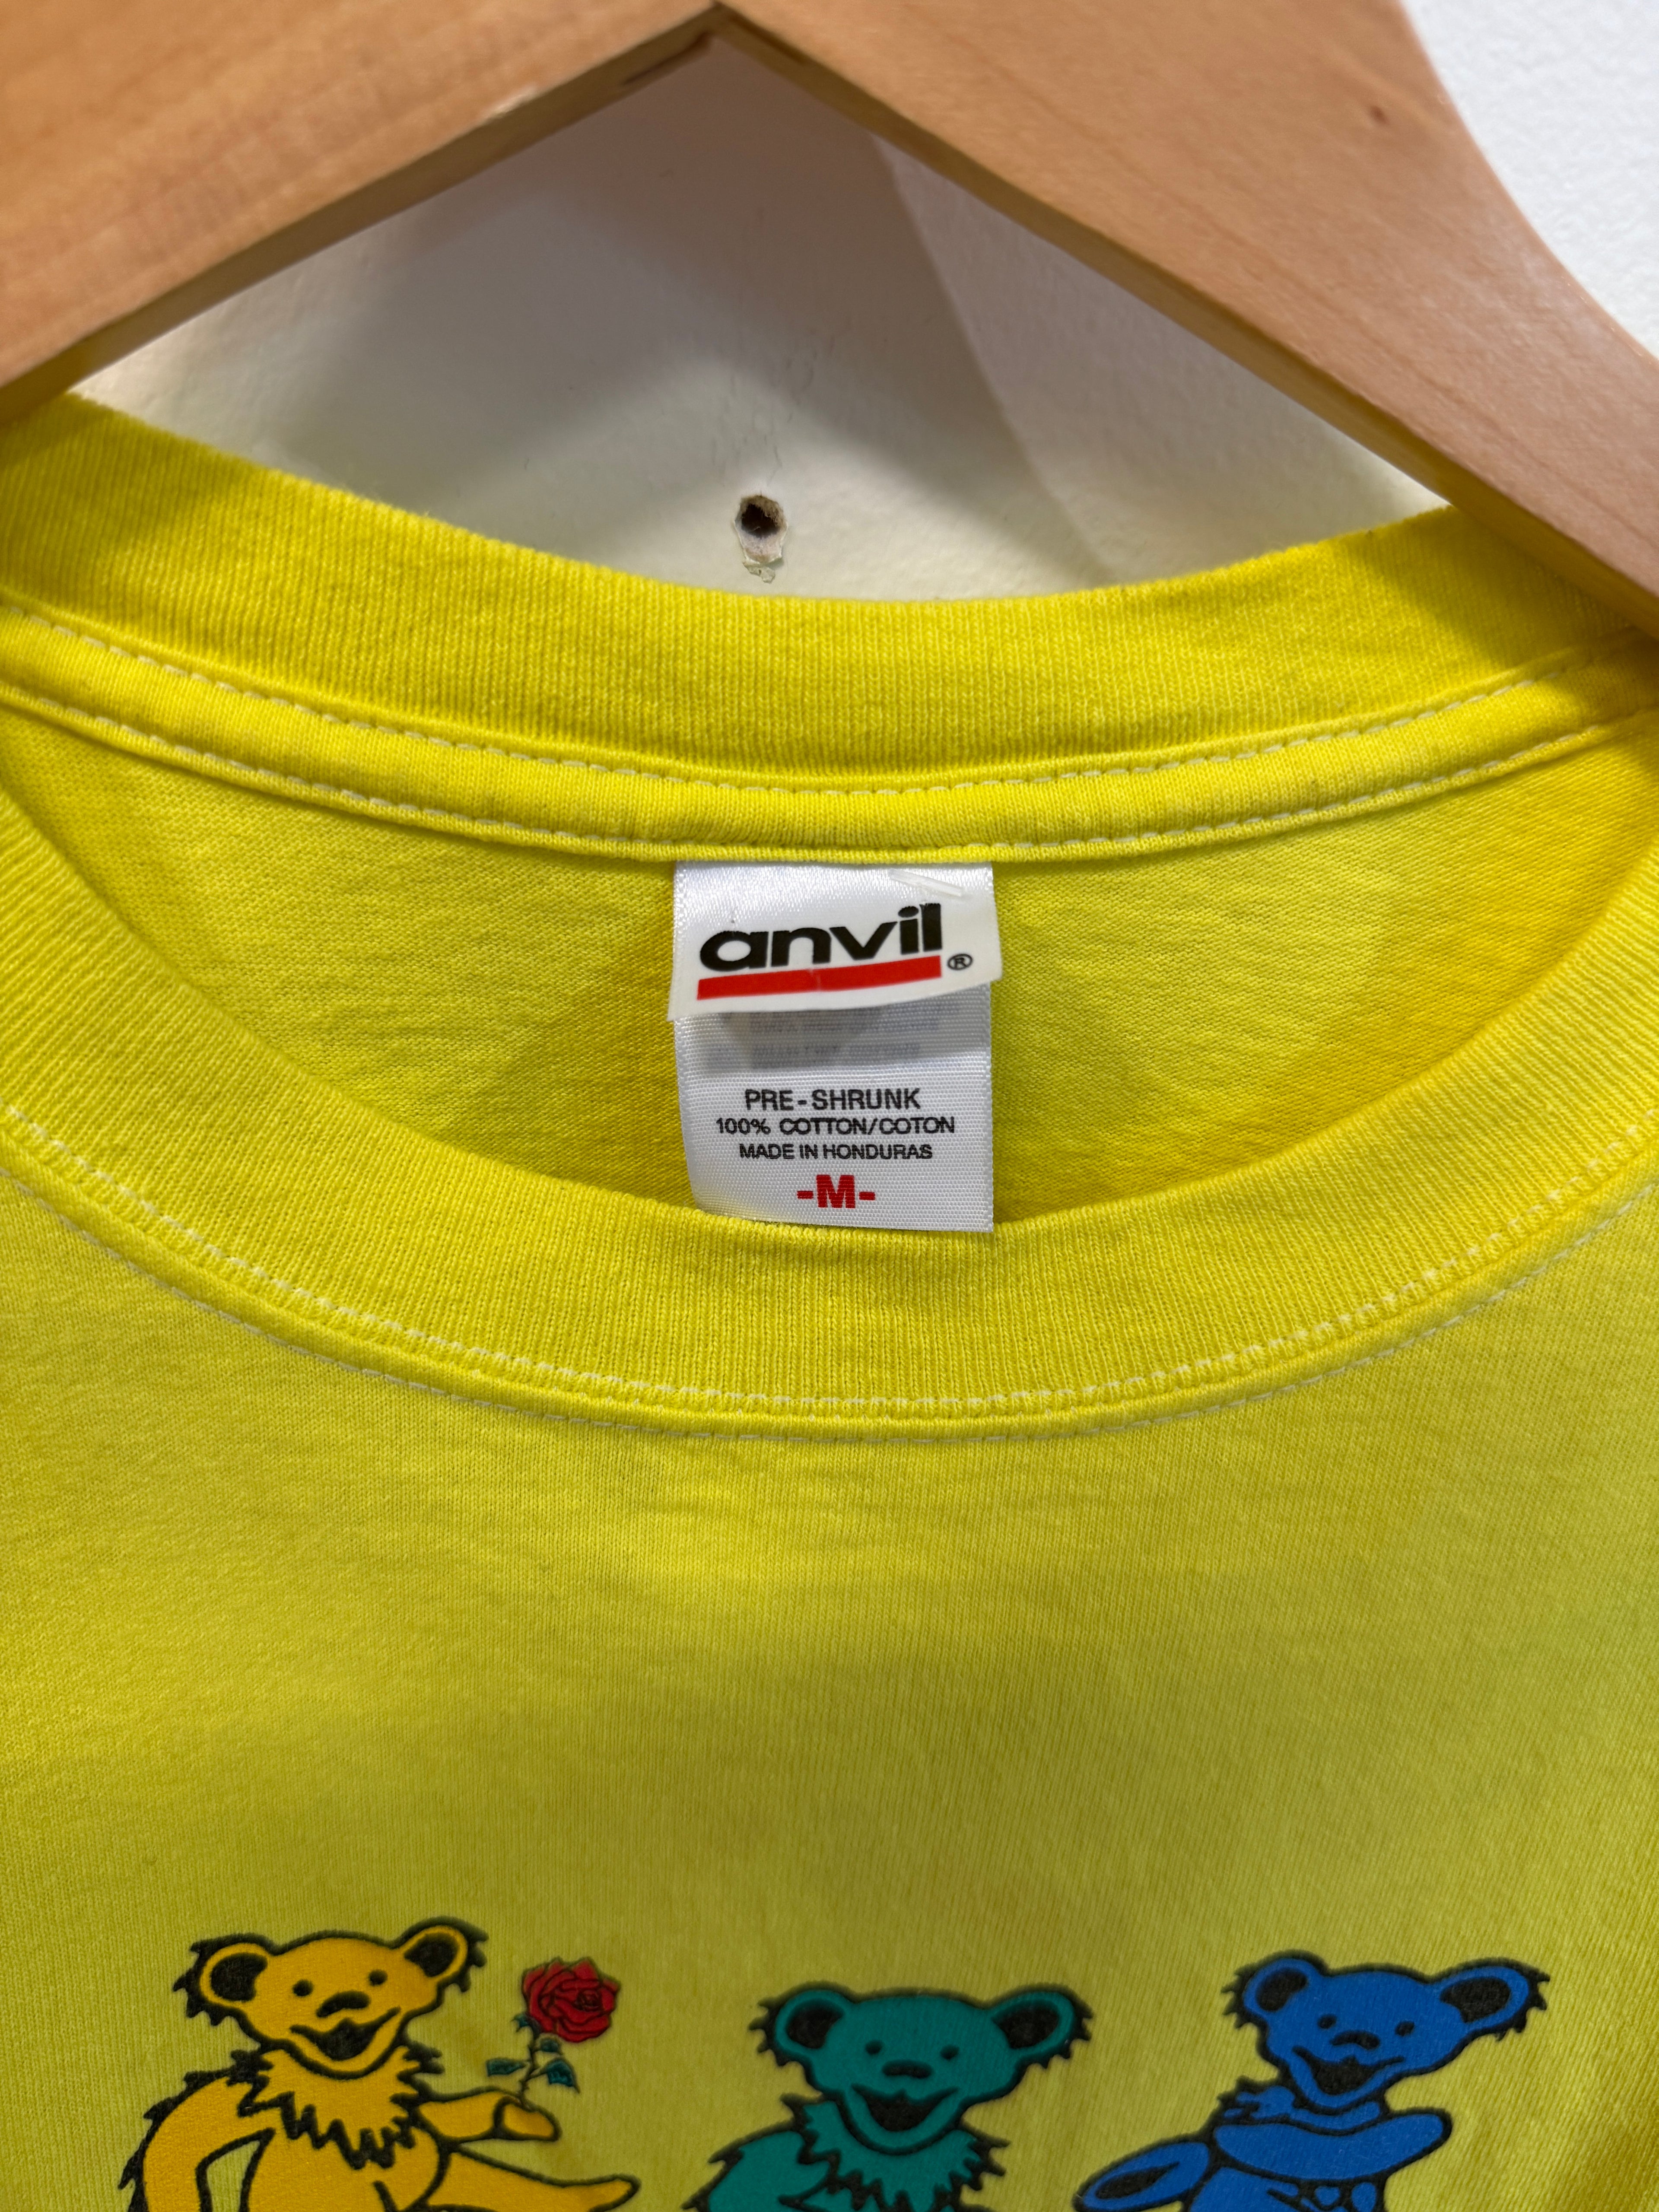 anvil®
PRE-SHRUNK
100% COTTON/COTON
MADE IN HONDURAS
-M-